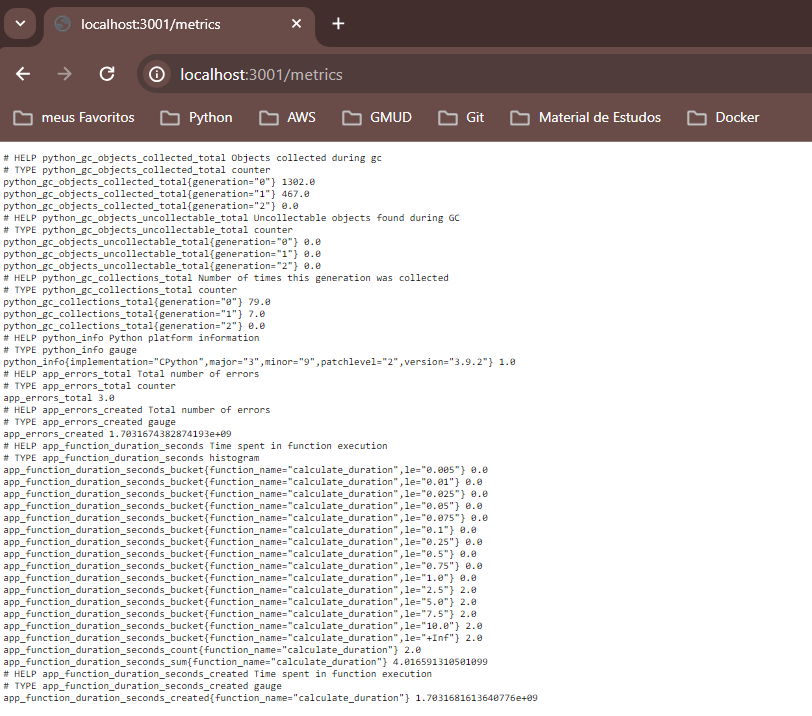 localhost:3001/metrics
localhost:3001/metrics
meus Favoritos Python AWS GMUD Git Material de Estudos Docker
# HELP python_gc_objects_collected_total Objects collected during gc
# TYPE python_gc_objects_collected_total counter
python_gc_objects_collected_total{generation="0"} 1302.0
python_gc_objects_collected_total{generation="1"} 467.0
python_gc_objects_collected_total{generation="2"} 0.0
# HELP python_gc_objects_uncollectable_total Uncollectable objects found during GC
# TYPE python_gc_objects_uncollectable_total counter
python_gc_objects_uncollectable_total{generation="0"} 0.0
python_gc_objects_uncollectable_total{generation="1"} 0.0
python_gc_objects_uncollectable_total{generation="2"} 0.0
# HELP python_gc_collections_total Number of times this generation was collected
# TYPE python_gc_collections_total counter
python_gc_collections_total{generation="0"} 79.0
python_gc_collections_total{generation="1"} 7.0
python_gc_collections_total{generation="2"} 0.0
# HELP python_info Python platform information
# TYPE python_info gauge
python_info{implementation="CPython",major="3",minor="9",patchlevel="2",version="3.9.2"} 1.0
# HELP app_errors_total Total number of errors
# TYPE app_errors_total counter
app_errors_total 3.0
# HELP app_errors_created Total number of errors
# TYPE app_errors_created gauge
app_errors_created 1.7031674382874193e+09
# HELP app_function_duration_seconds Time spent in function execution
# TYPE app_function_duration_seconds histogram
app_function_duration_seconds_bucket{function_name="calculate_duration",le="0.005"} 0.0
app_function_duration_seconds_bucket{function_name="calculate_duration",le="0.01"} 0.0
app_function_duration_seconds_bucket{function_name="calculate_duration",le="0.025"} 0.0
app_function_duration_seconds_bucket{function_name="calculate_duration",le="0.05"} 0.0
app_function_duration_seconds_bucket{function_name="calculate_duration",le="0.075"} 0.0
app_function_duration_seconds_bucket{function_name="calculate_duration",le="0.1"} 0.0
app_function_duration_seconds_bucket{function_name="calculate_duration",le="0.25"} 0.0
app_function_duration_seconds_bucket{function_name="calculate_duration",le="0.5"} 0.0
app_function_duration_seconds_bucket{function_name="calculate_duration",le="0.75"} 0.0
app_function_duration_seconds_bucket{function_name="calculate_duration",le="1.0"} 0.0
app_function_duration_seconds_bucket{function_name="calculate_duration",le="2.5"} 2.0
app_function_duration_seconds_bucket{function_name="calculate_duration",le="5.0"} 2.0
app_function_duration_seconds_bucket{function_name="calculate_duration",le="7.5"} 2.0
app_function_duration_seconds_bucket{function_name="calculate_duration",le="10.0"} 2.0
app_function_duration_seconds_bucket{function_name="calculate_duration",le="+Inf"} 2.0
app_function_duration_seconds_count{function_name="calculate_duration"} 2.0
app_function_duration_seconds_sum{function_name="calculate_duration"} 4.016591310501099
# HELP app_function_duration_seconds_created Time spent in function execution
# TYPE app_function_duration_seconds_created gauge
app_function_duration_seconds_created{function_name="calculate_duration"} 1.7031681613640776e+09